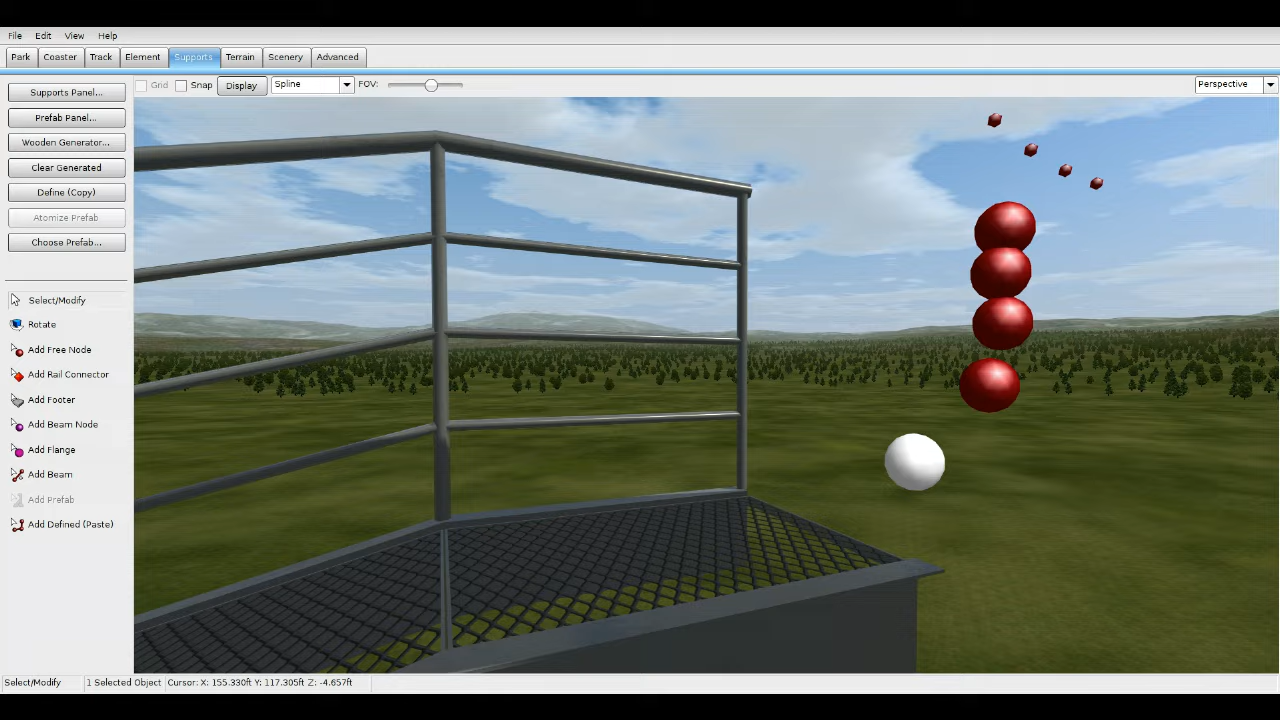 File Edit View Help
Park Coaster Track Element Supports Terrain Scenery Advanced
Grid Snap Display Spline FOV: Perspective
Supports Panel...
Prefab Panel...
Wooden Generator...
Clear Generated
Define (Copy)
Atomize Prefab
Choose Prefab...
Select/Modify
Rotate
Add Free Node
Add Rail Connector
Add Footer
Add Beam Node
Add Flange
Add Beam
Add Prefab
Add Defined (Paste)
Select/Modify 1 Selected Object Cursor: X: 155.330ft Y: 117.305ft Z: -4.657ft